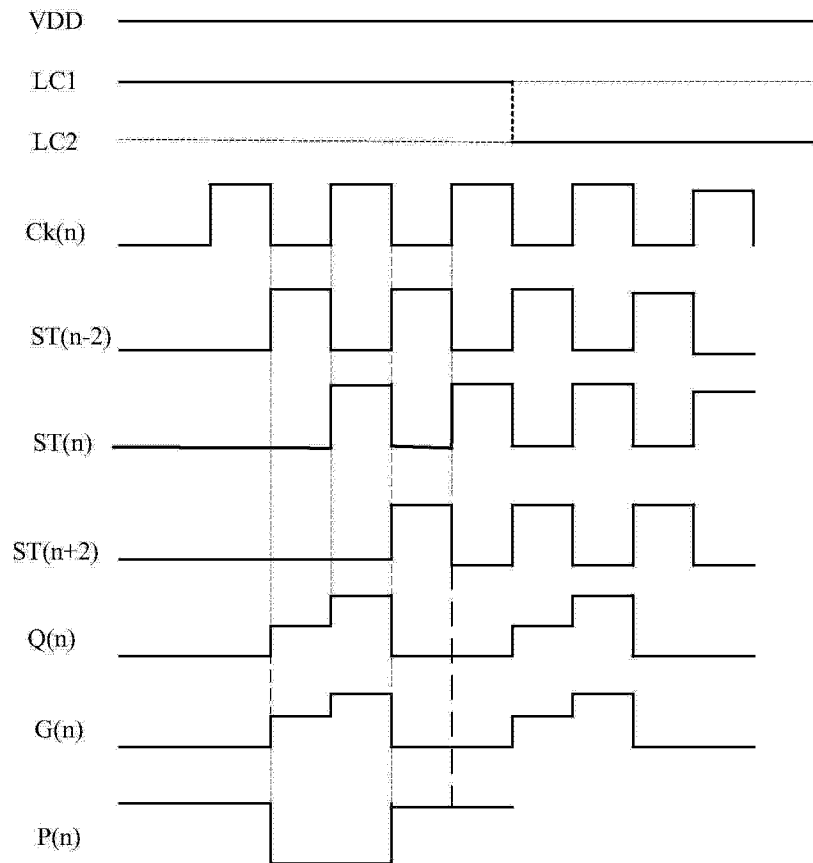 VDD
LC1
LC2
Ck(n)
ST(n-2)
ST(n)
ST(n+2)
Q(n)
G(n)
P(n)